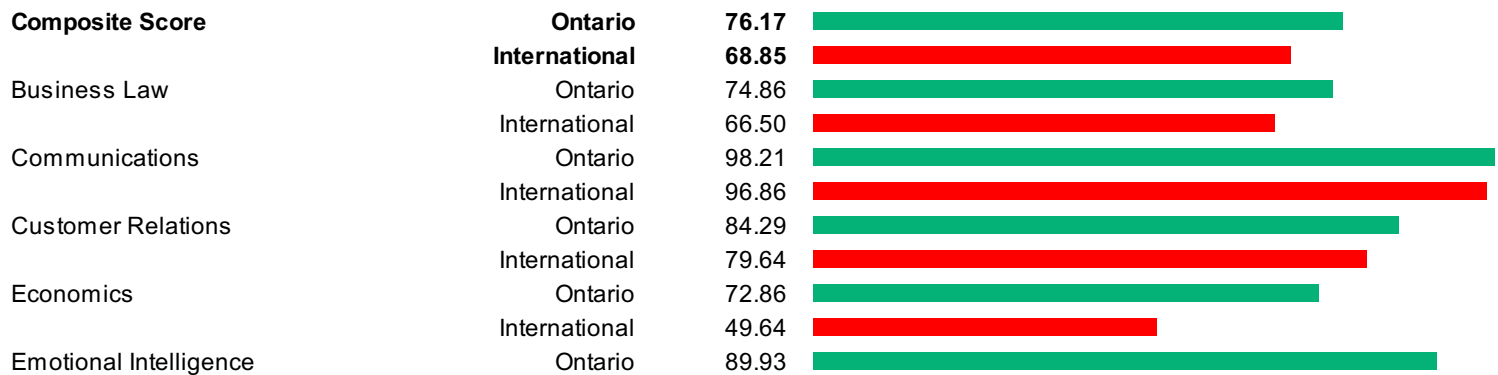 Composite Score Ontario 76.17
International 68.85
Business Law Ontario 74.86
International 66.50
Communications Ontario 98.21
International 96.86
Customer Relations Ontario 84.29
International 79.64
Economics Ontario 72.86
International 49.64
Emotional Intelligence Ontario 89.93